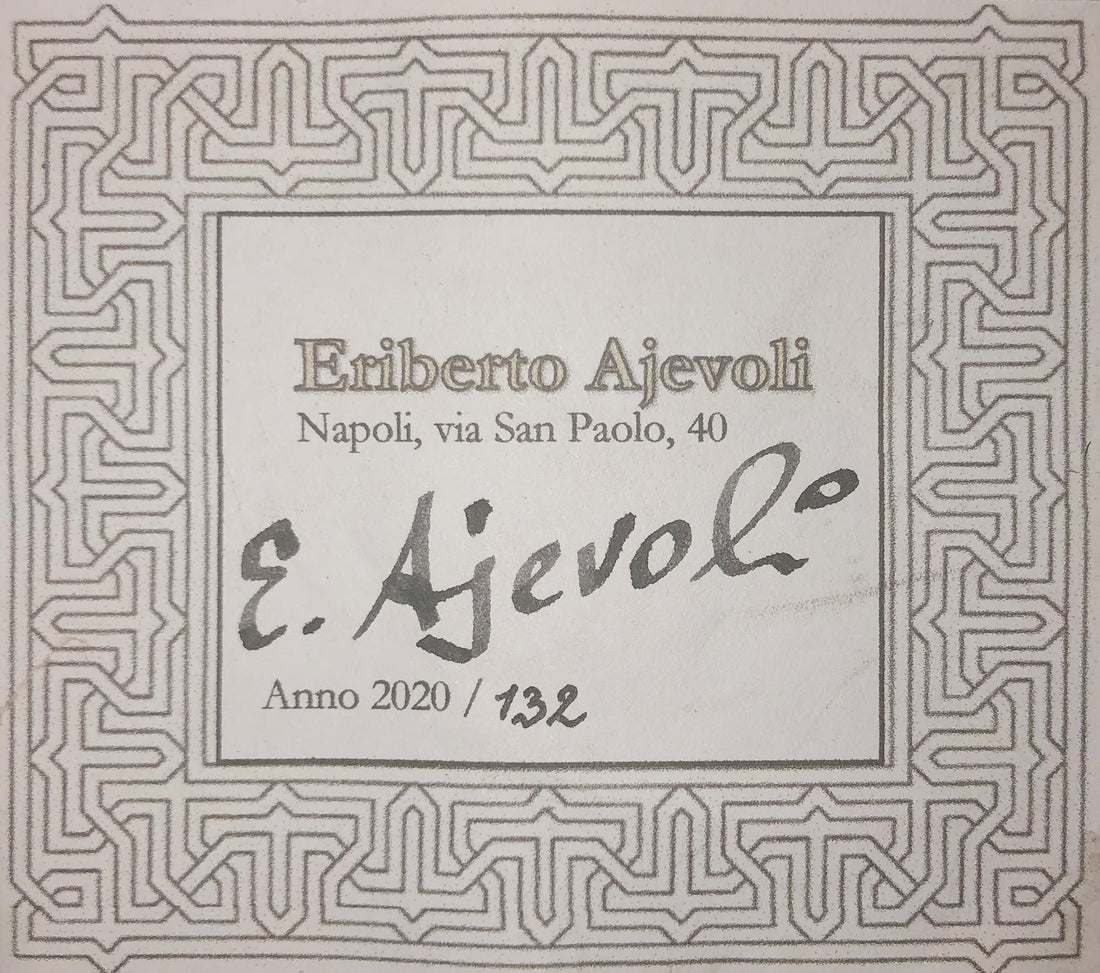 Eriberto Ajevoli
Napoli, via San Paolo, 40
E. Ajevoli
Anno 2020 / 132